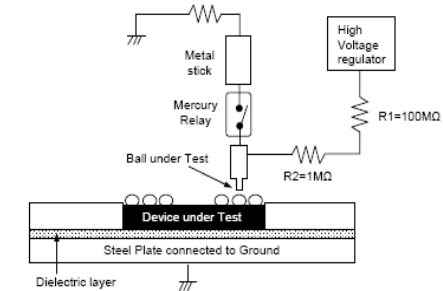 High
Voltage
regulator
Metal
stick
R1=100MΩ
Mercury
Relay
Ball under Test
R2=1MΩ
Device under Test
Steel Plate connected to Ground
Dielectric layer